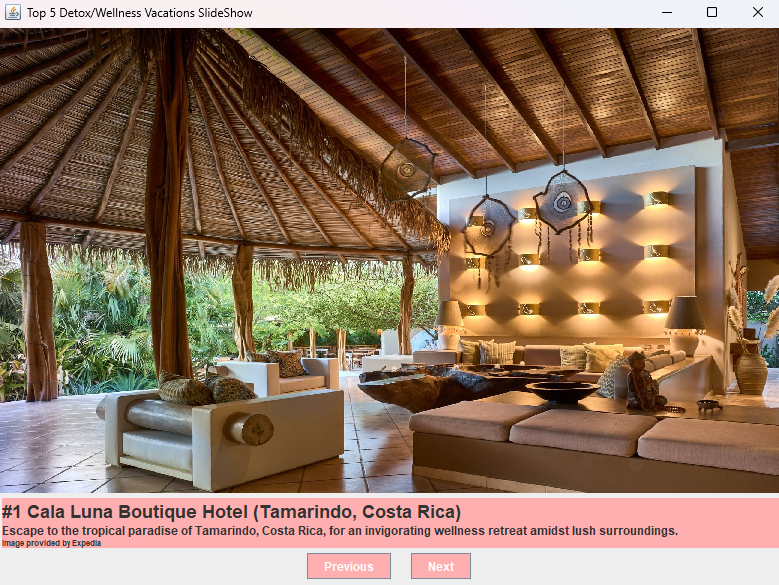 Top 5 Detox/Wellness Vacations SlideShow
#1 Cala Luna Boutique Hotel (Tamarindo, Costa Rica)
Escape to the tropical paradise of Tamarindo, Costa Rica, for an invigorating wellness retreat amidst lush surroundings.
Image provided by Expedia
Previous Next